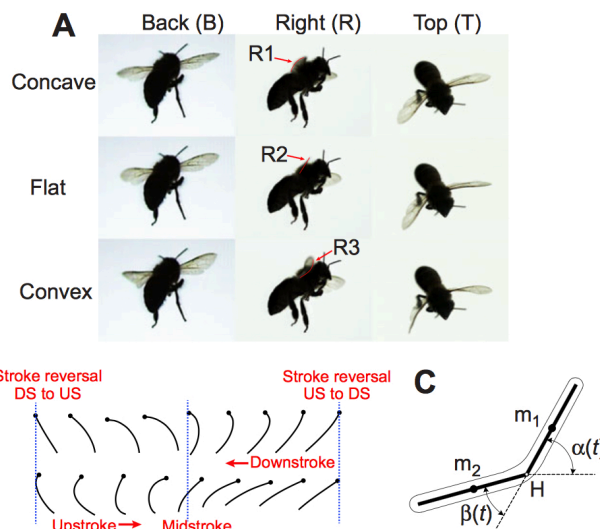 A
Back (B)
Right (R)
Top (T)
Concave
R1
Flat
R2
Convex
R3
Stroke reversal
DS to US
Stroke reversal
US to DS
Downstroke
Upstroke
Midstroke
C
m1
α(t)
m2
H
β(t)